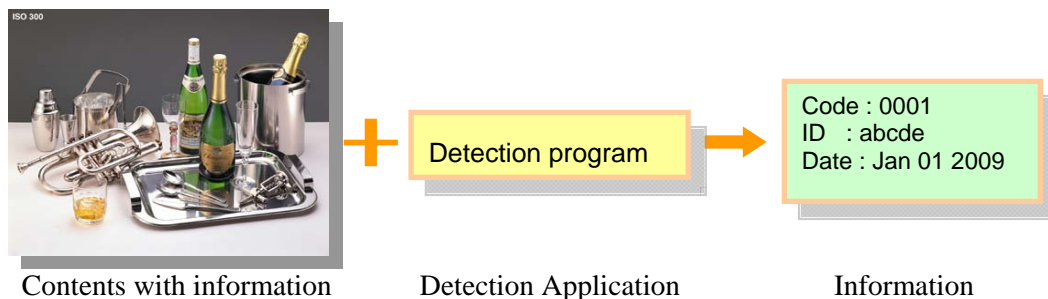 ISO 300
Detection program
Code : 0001
ID : abcde
Date : Jan 01 2009
Contents with information
Detection Application
Information